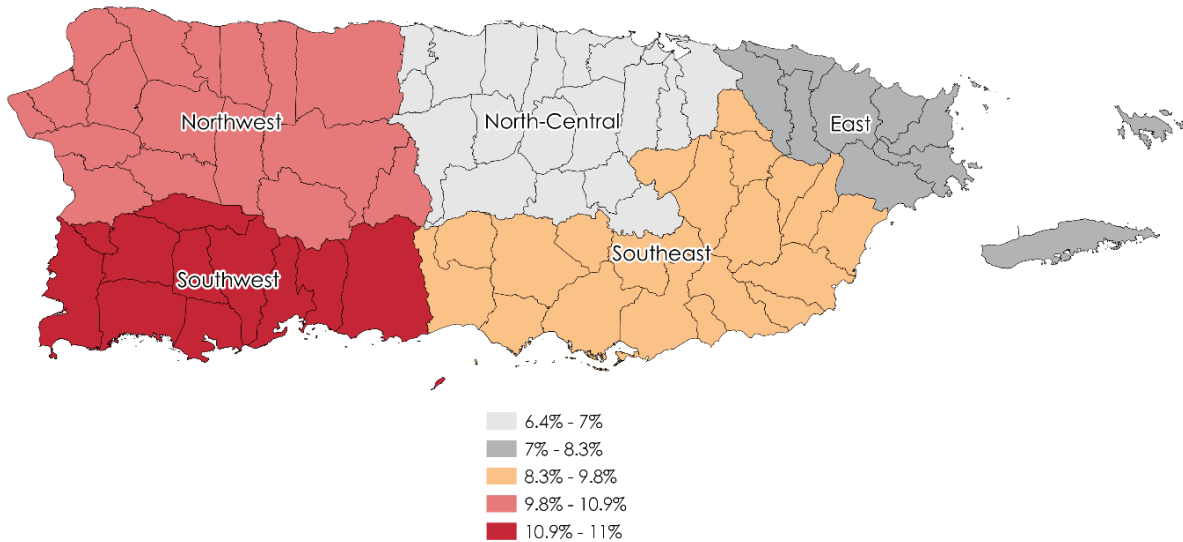 Northwest
North-Central
East
Southeast
Southwest
6.4% - 7%
7% - 8.3%
8.3% - 9.8%
9.8% - 10.9%
10.9% - 11%